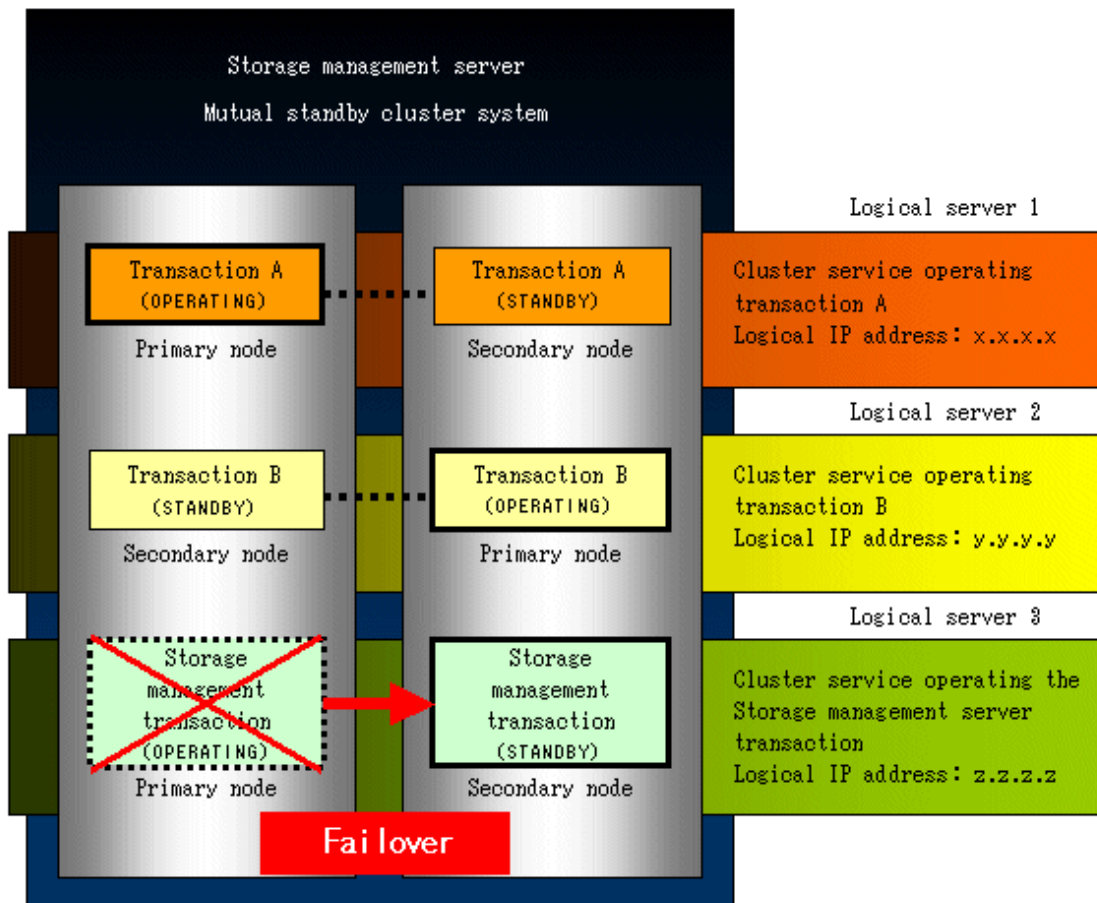 Storage management server
Mutual standby cluster system
Logical server 1
Transaction A
(OPERATING)
Primary node
Transaction A
(STANDBY)
Secondary node
Cluster service operating
transaction A
Logical IP address: x.x.x.x
Logical server 2
Transaction B
(STANDBY)
Secondary node
Transaction B
(OPERATING)
Primary node
Cluster service operating
transaction B
Logical IP address: y.y.y.y
Logical server 3
Storage
management
transaction
(OPERATING)
Primary node
Storage
management
transaction
(STANDBY)
Secondary node
Cluster service operating the
Storage management server
transaction
Logical IP address: z.z.z.z
Failover